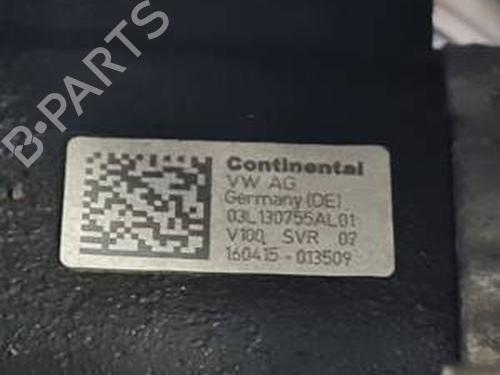 B-PARTS
Continental
VW AG
Germany (DE)
03L130755AL01
V100, SVR 07
160415 - 013509